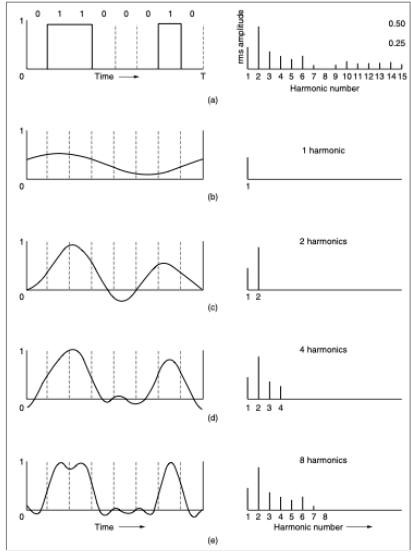 0 1 1 0 0 0 1 0
1
0
Time
T
rms amplitude
0.50
0.25
1 2 3 4 5 6 7 8 9 10 11 12 13 14 15
Harmonic number
(a)
1
0
(b)
1 harmonic
1
1
0
(c)
2 harmonics
1 2
1
0
(d)
4 harmonics
1 2 3 4
1
0
Time
(e)
8 harmonics
1 2 3 4 5 6 7 8
Harmonic number